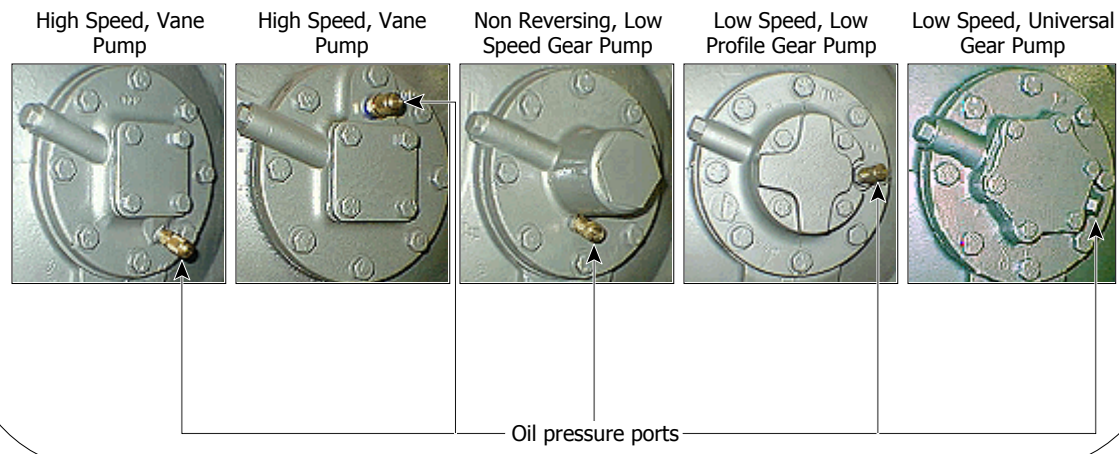 High Speed, Vane
Pump
High Speed, Vane
Pump
Non Reversing, Low
Speed Gear Pump
Low Speed, Low
Profile Gear Pump
Low Speed, Universal
Gear Pump
TOP
Oil pressure ports